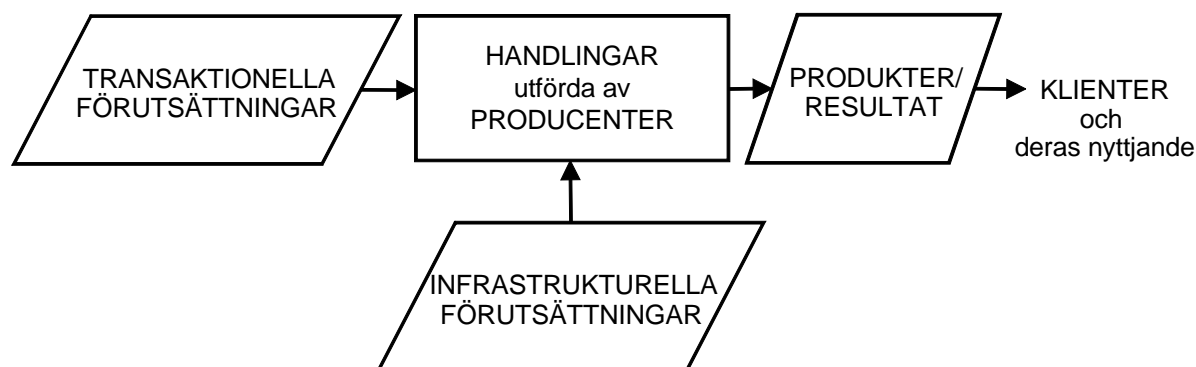 TRANSAKTIONELLA
FÖRUTSÄTTNINGAR
HANDLINGAR
utförda av
PRODUCENTER
PRODUKTER/
RESULTAT
KLIENTER
och
deras nyttjande
INFRASTRUKTURELLA
FÖRUTSÄTTNINGAR